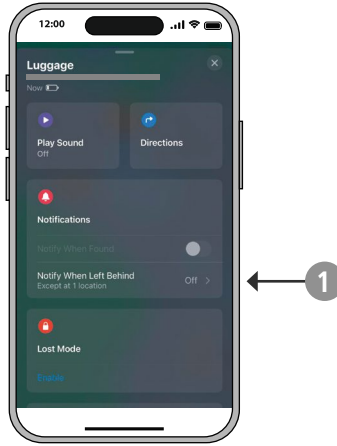 12:00
Luggage
Now
Play Sound
Off
Directions
Notifications
Notify When Found
Notify When Left Behind
Except at 1 location
Off
Lost Mode
Enable
1